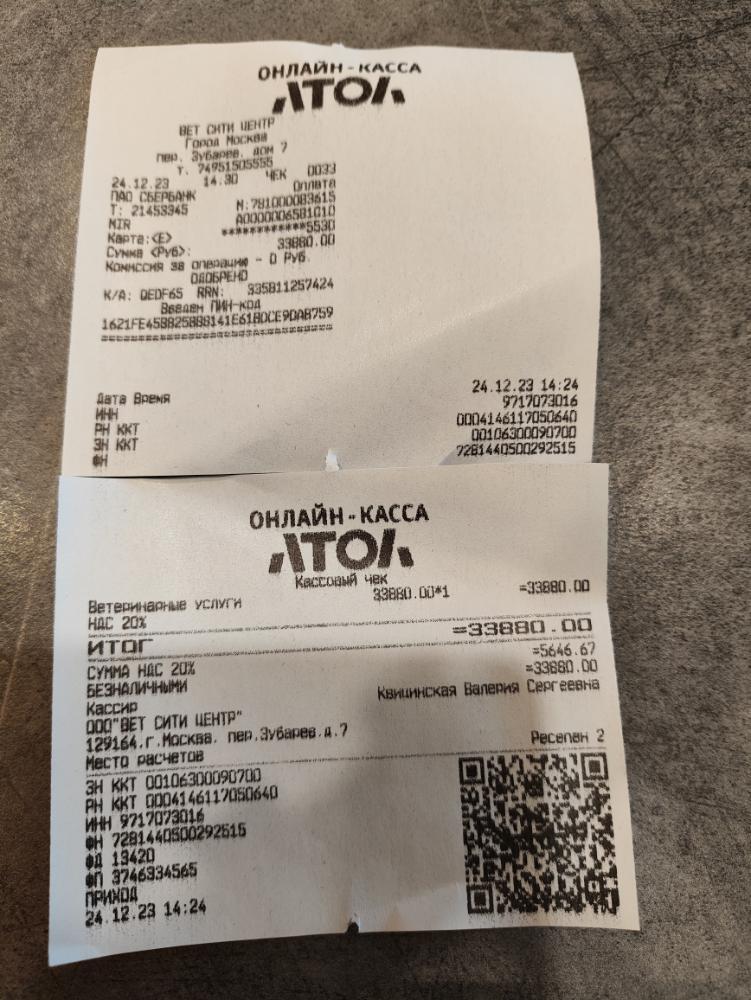 ОНЛАЙН-КАССА
АТОЛ
ВЕТ СИТИ ЦЕНТР
Город Москва
пер. Зубарев, дом 7
т. 74951505555
24.12.23 14:30 ЧЕК 0033
ПАО СБЕРБАНК Оплата
Т: 21453345 М:781000083615
MIR A0000006581010
Карта:<E> ************5530
Сумма <Руб>: 33880.00
Комиссия за операцию - 0 Руб.
ОДОБРЕНО
К/А: QEDF65 RRN: 335811257424
Введен ПИН-код
1621FE45BB25BBB141E61BDCE9DAB759
================================
Дата Время 24.12.23 14:24
ИНН 9717073016
РН ККТ 0004146117050640
ЗН ККТ 00106300090700
ФН 7281440500292515
ОНЛАЙН-КАССА
АТОЛ
Кассовый чек
Ветеринарные услуги 33880.00*1 =33880.00
НДС 20%
ИТОГ =33880.00
СУММА НДС 20% =5646.67
БЕЗНАЛИЧНЫМИ =33880.00
Кассир Квицинская Валерия Сергеевна
ООО"ВЕТ СИТИ ЦЕНТР"
129164,г.Москва, пер.Зубарев,д.7
Место расчетов Ресепен 2
ЗН ККТ 00106300090700
РН ККТ 0004146117050640
ИНН 9717073016
ФН 7281440500292515
ФД 13420
ФП 3746334565
ПРИХОД
24.12.23 14:24